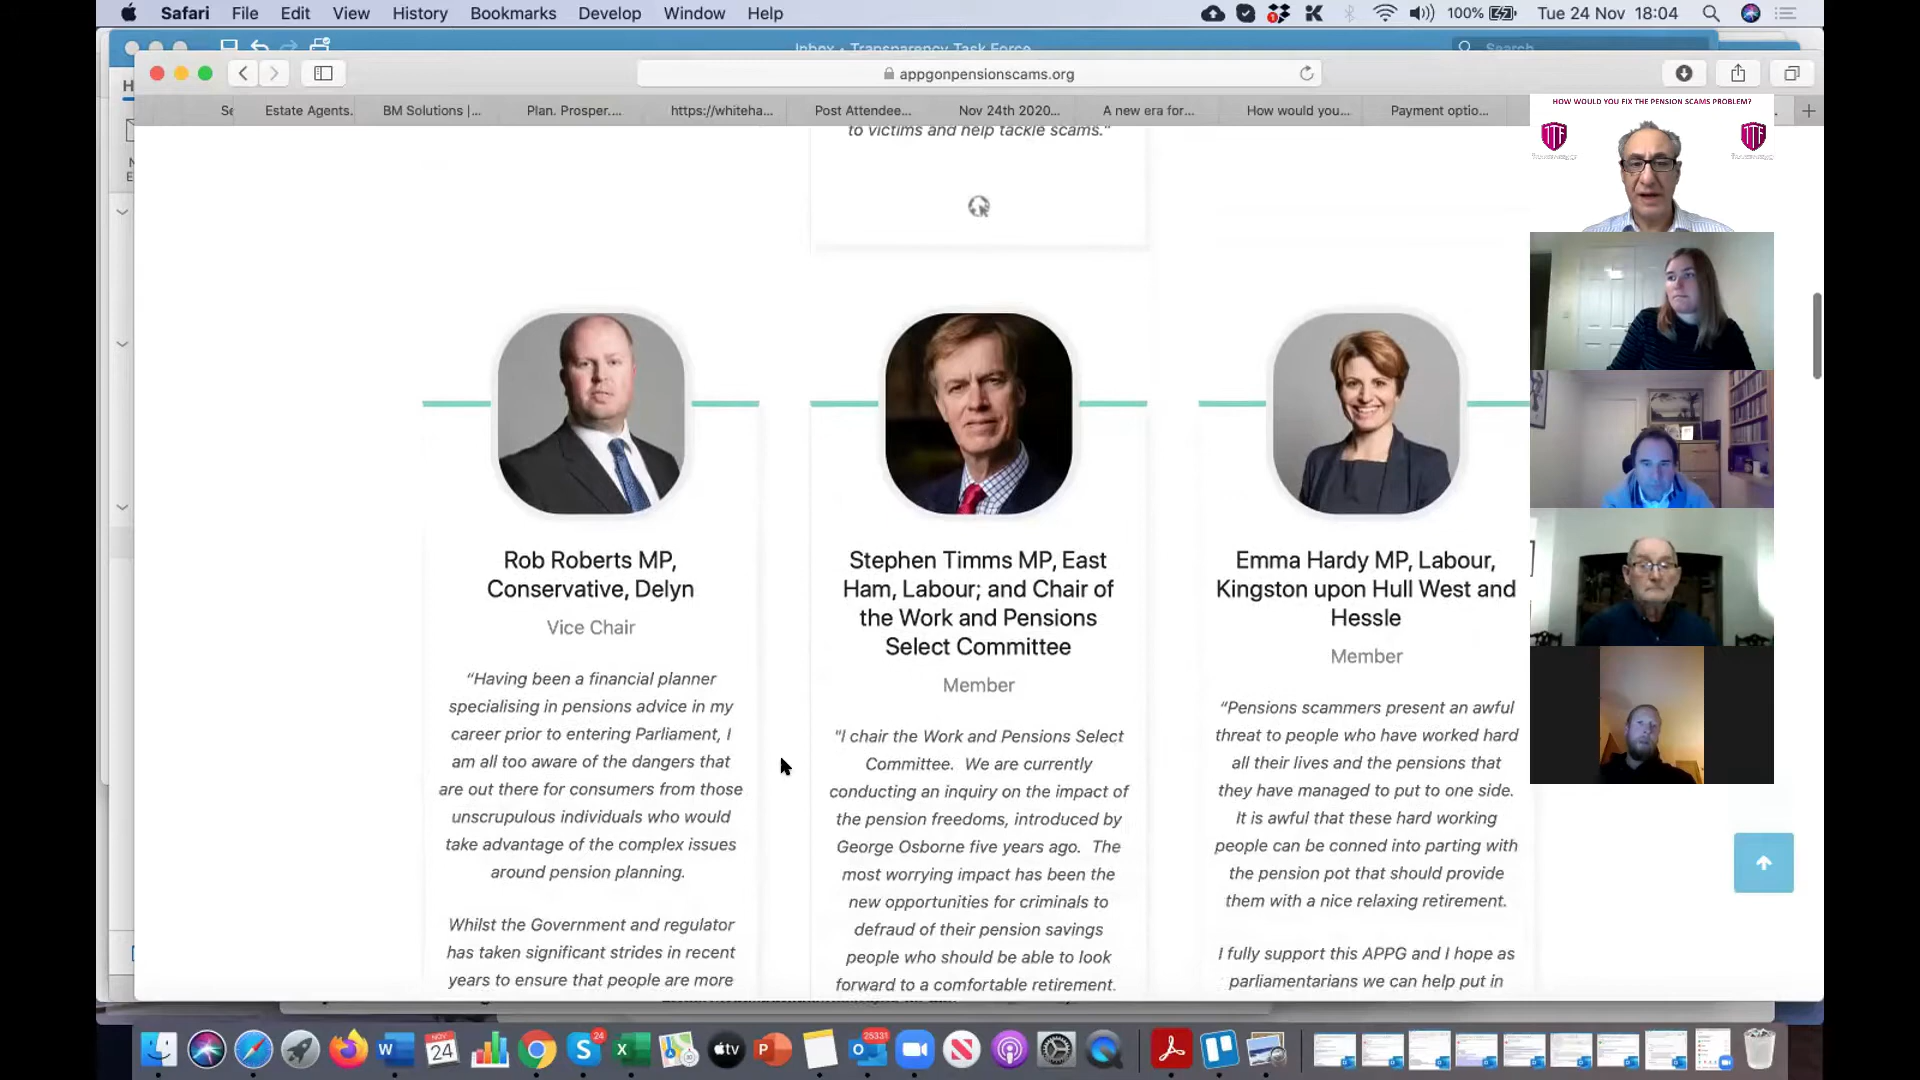 Safari File Edit View History Bookmarks Develop Window Help
100% Tue 24 Nov 18:04
Inbox • Transparency Task Force
Search
appgonpensionscams.org
Se
Estate Agents.
BM Solutions |...
Plan. Prosper....
https://whiteha...
Post Attendee...
Nov 24th 2020...
A new era for...
How would you...
Payment optio...
HOW WOULD YOU FIX THE PENSION SCAMS PROBLEM?
TTF
TTF
to victims and help tackle scams."
Rob Roberts MP,
Conservative, Delyn
Vice Chair
“Having been a financial planner
specialising in pensions advice in my
career prior to entering Parliament, I
am all too aware of the dangers that
are out there for consumers from those
unscrupulous individuals who would
take advantage of the complex issues
around pension planning.
Whilst the Government and regulator
has taken significant strides in recent
years to ensure that people are more
Stephen Timms MP, East
Ham, Labour; and Chair of
the Work and Pensions
Select Committee
Member
"I chair the Work and Pensions Select
Committee. We are currently
conducting an inquiry on the impact of
the pension freedoms, introduced by
George Osborne five years ago. The
most worrying impact has been the
new opportunities for criminals to
defraud of their pension savings
people who should be able to look
forward to a comfortable retirement.
Emma Hardy MP, Labour,
Kingston upon Hull West and
Hessle
Member
“Pensions scammers present an awful
threat to people who have worked hard
all their lives and the pensions that
they have managed to put to one side.
It is awful that these hard working
people can be conned into parting with
the pension pot that should provide
them with a nice relaxing retirement.
I fully support this APPG and I hope as
parliamentarians we can help put in
NOV
24
24
25331
tv